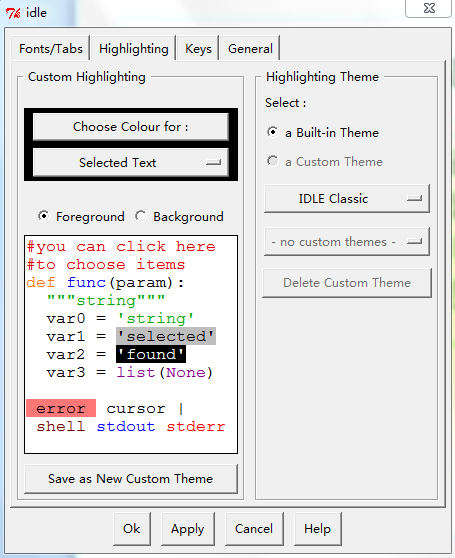 idle
Fonts/Tabs Highlighting Keys General
Custom Highlighting
Choose Colour for :
Selected Text
Foreground Background
#you can click here
#to choose items
def func(param):
"""string"""
var0 = 'string'
var1 = 'selected'
var2 = 'found'
var3 = list(None)
error cursor |
shell stdout stderr
Save as New Custom Theme
Highlighting Theme
Select :
a Built-in Theme
a Custom Theme
IDLE Classic
- no custom themes -
Delete Custom Theme
Ok Apply Cancel Help